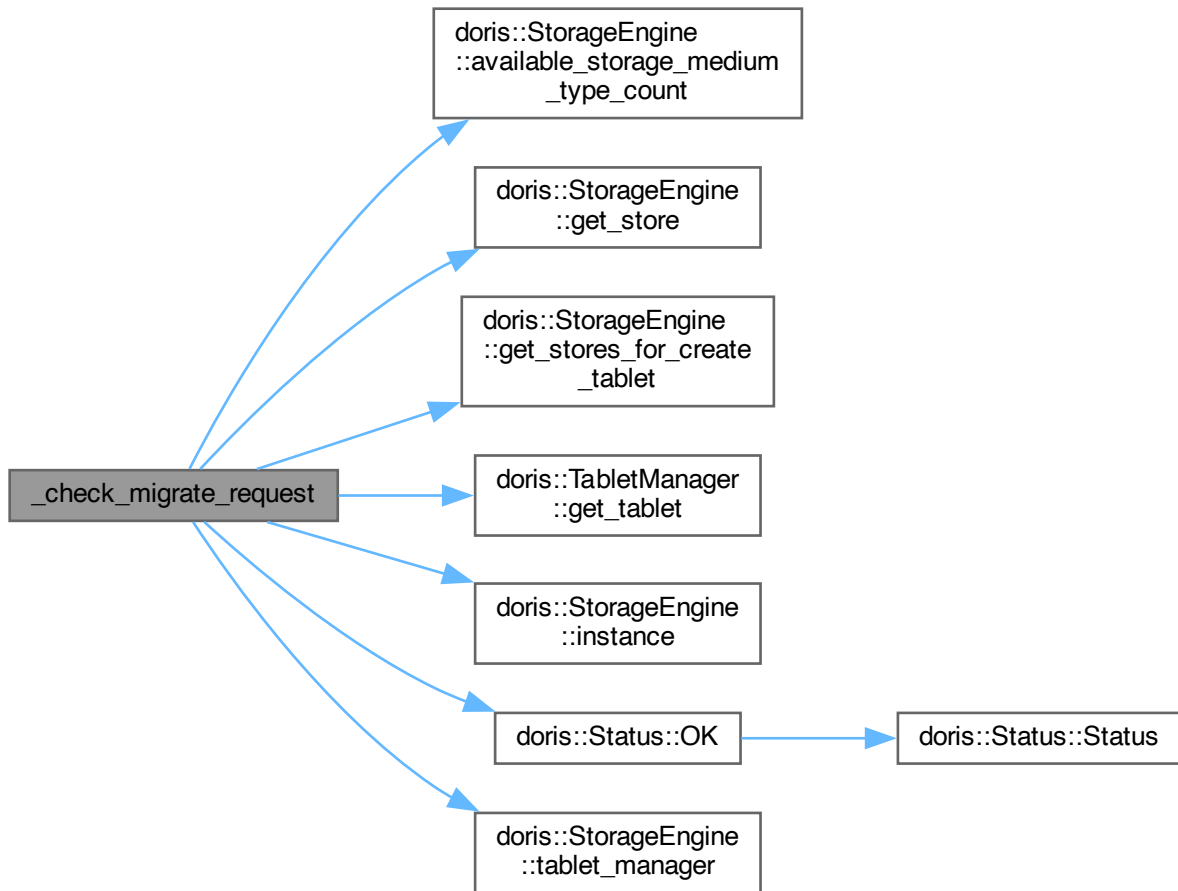 doris::StorageEngine
::available_storage_medium
_type_count
doris::StorageEngine
::get_store
doris::StorageEngine
::get_stores_for_create
_tablet
_check_migrate_request
doris::TabletManager
::get_tablet
doris::StorageEngine
::instance
doris::Status::OK
doris::Status::Status
doris::StorageEngine
::tablet_manager